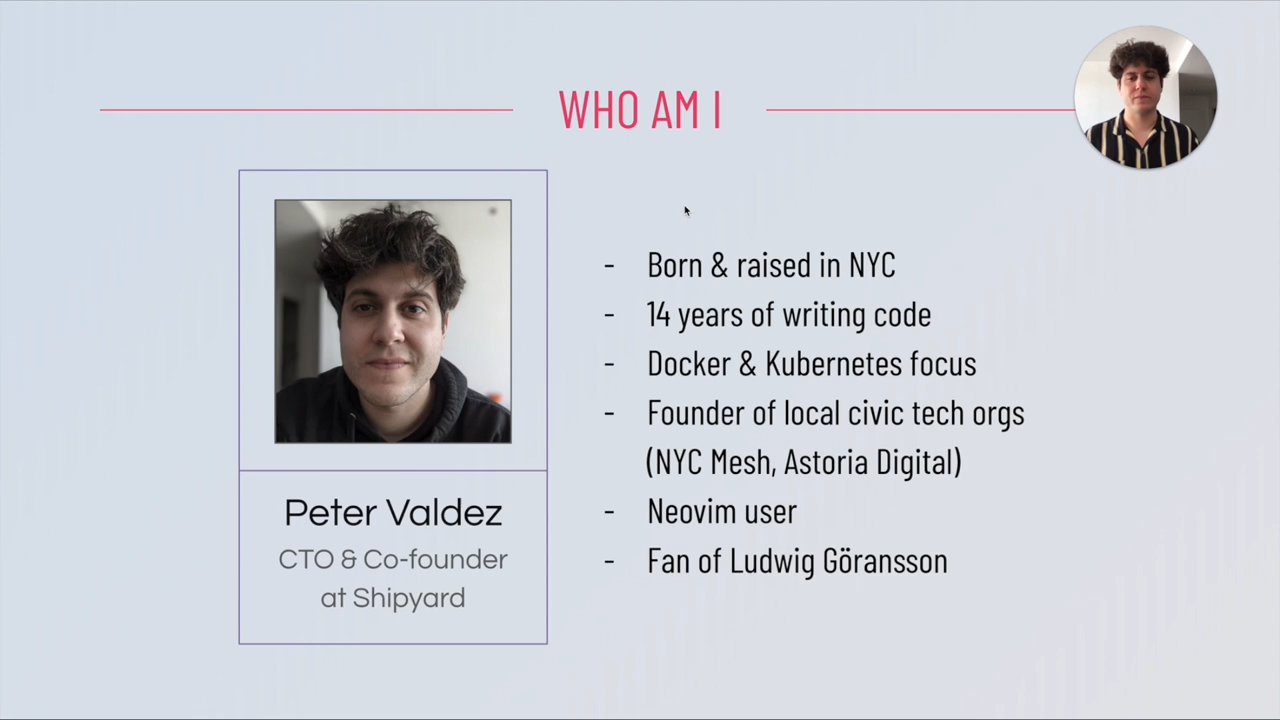 WHO AM I
Peter Valdez
CTO & Co-founder
at Shipyard
- Born & raised in NYC
- 14 years of writing code
- Docker & Kubernetes focus
- Founder of local civic tech orgs
(NYC Mesh, Astoria Digital)
- Neovim user
- Fan of Ludwig Göransson